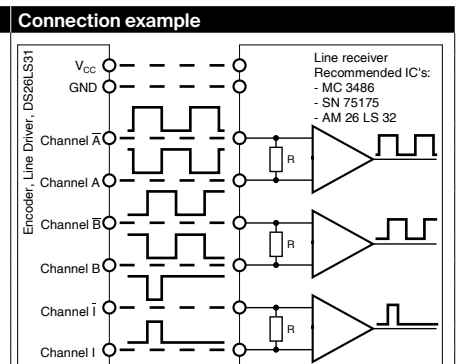 Connection example
Encoder, Line Driver, DS26LS31
VCC
GND
Channel A̅
Channel A
Channel B̅
Channel B
Channel I̅
Channel I
Line receiver
Recommended IC's:
- MC 3486
- SN 75175
- AM 26 LS 32
R
R
R